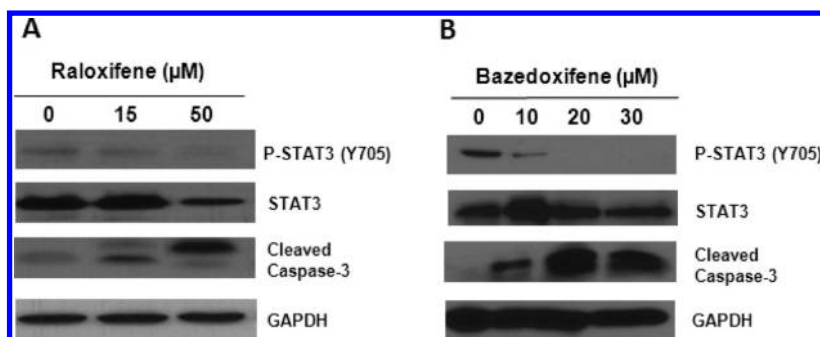 A
Raloxifene (µM)
0 15 50
P-STAT3 (Y705)
STAT3
Cleaved
Caspase-3
GAPDH
B
Bazedoxifene (µM)
0 10 20 30
P-STAT3 (Y705)
STAT3
Cleaved
Caspase-3
GAPDH